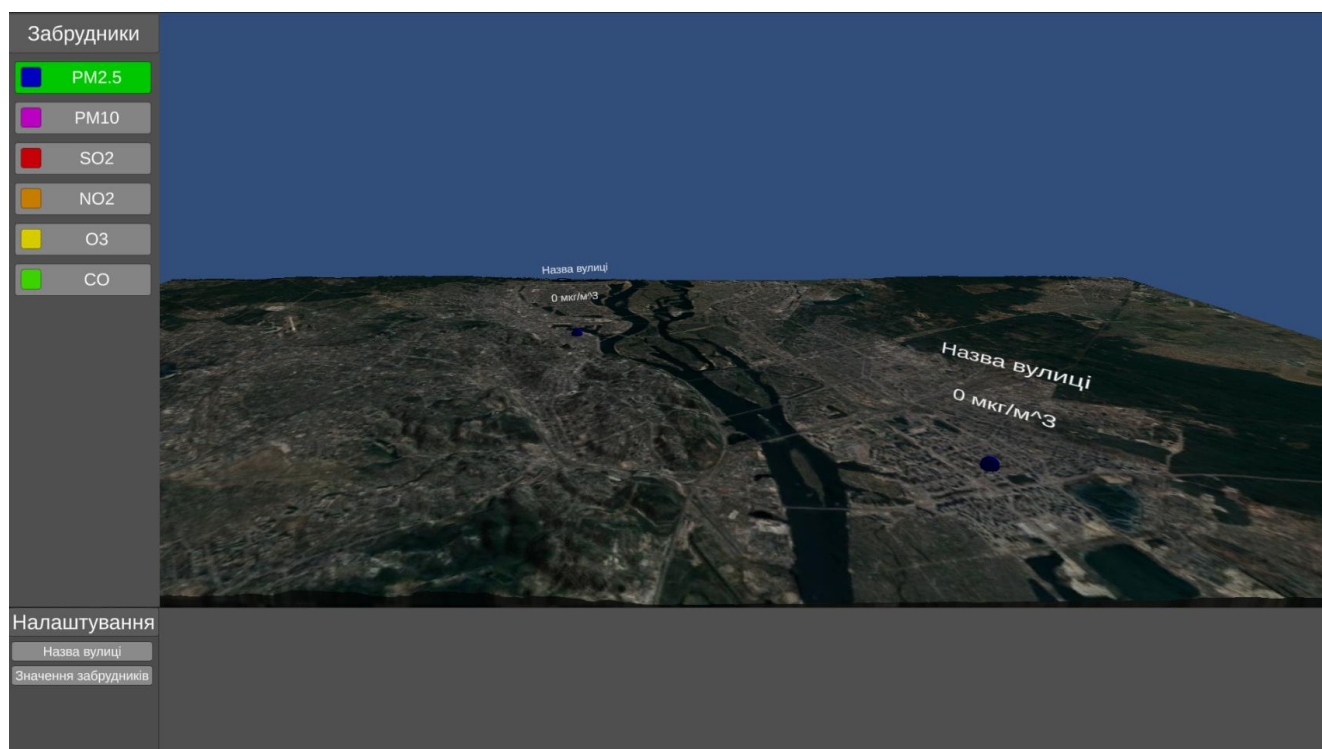 Забрудники
PM2.5
PM10
SO2
NO2
O3
CO
Назва вулиці
0 мкг/м^3
Назва вулиці
0 мкг/м^3
Налаштування
Назва вулиці
Значення забрудників